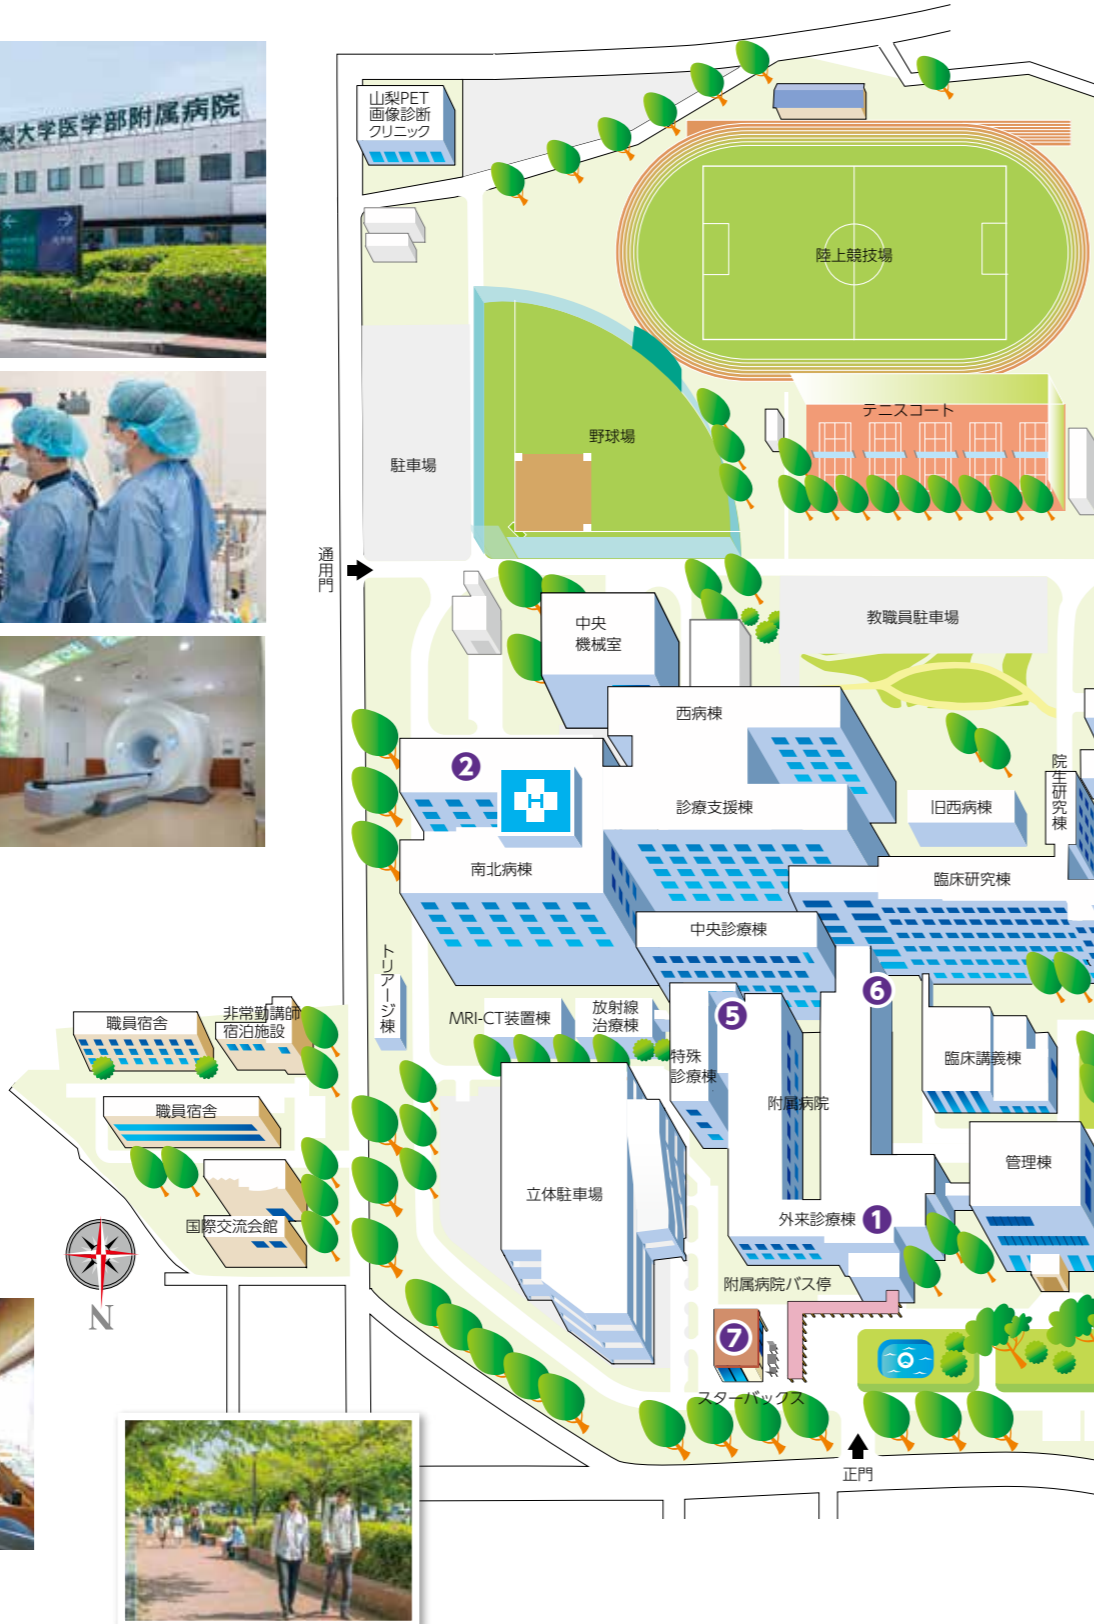 梨大学医学部附属病院
山梨PET
画像診断
クリニック
陸上競技場
テニスコート
野球場
駐車場
通用門
教職員駐車場
中央
機械室
西病棟
2
H
診療支援棟
旧西病棟
院生研究棟
南北病棟
臨床研究棟
中央診療棟
トリアージ棟
6
5
MRI-CT装置棟
放射線
治療棟
非常勤講師
宿泊施設
職員宿舎
特殊
診療棟
臨床講義棟
附属病院
職員宿舎
管理棟
立体駐車場
外来診療棟
1
国際交流会館
附属病院バス停
N
7
スターバックス
正門